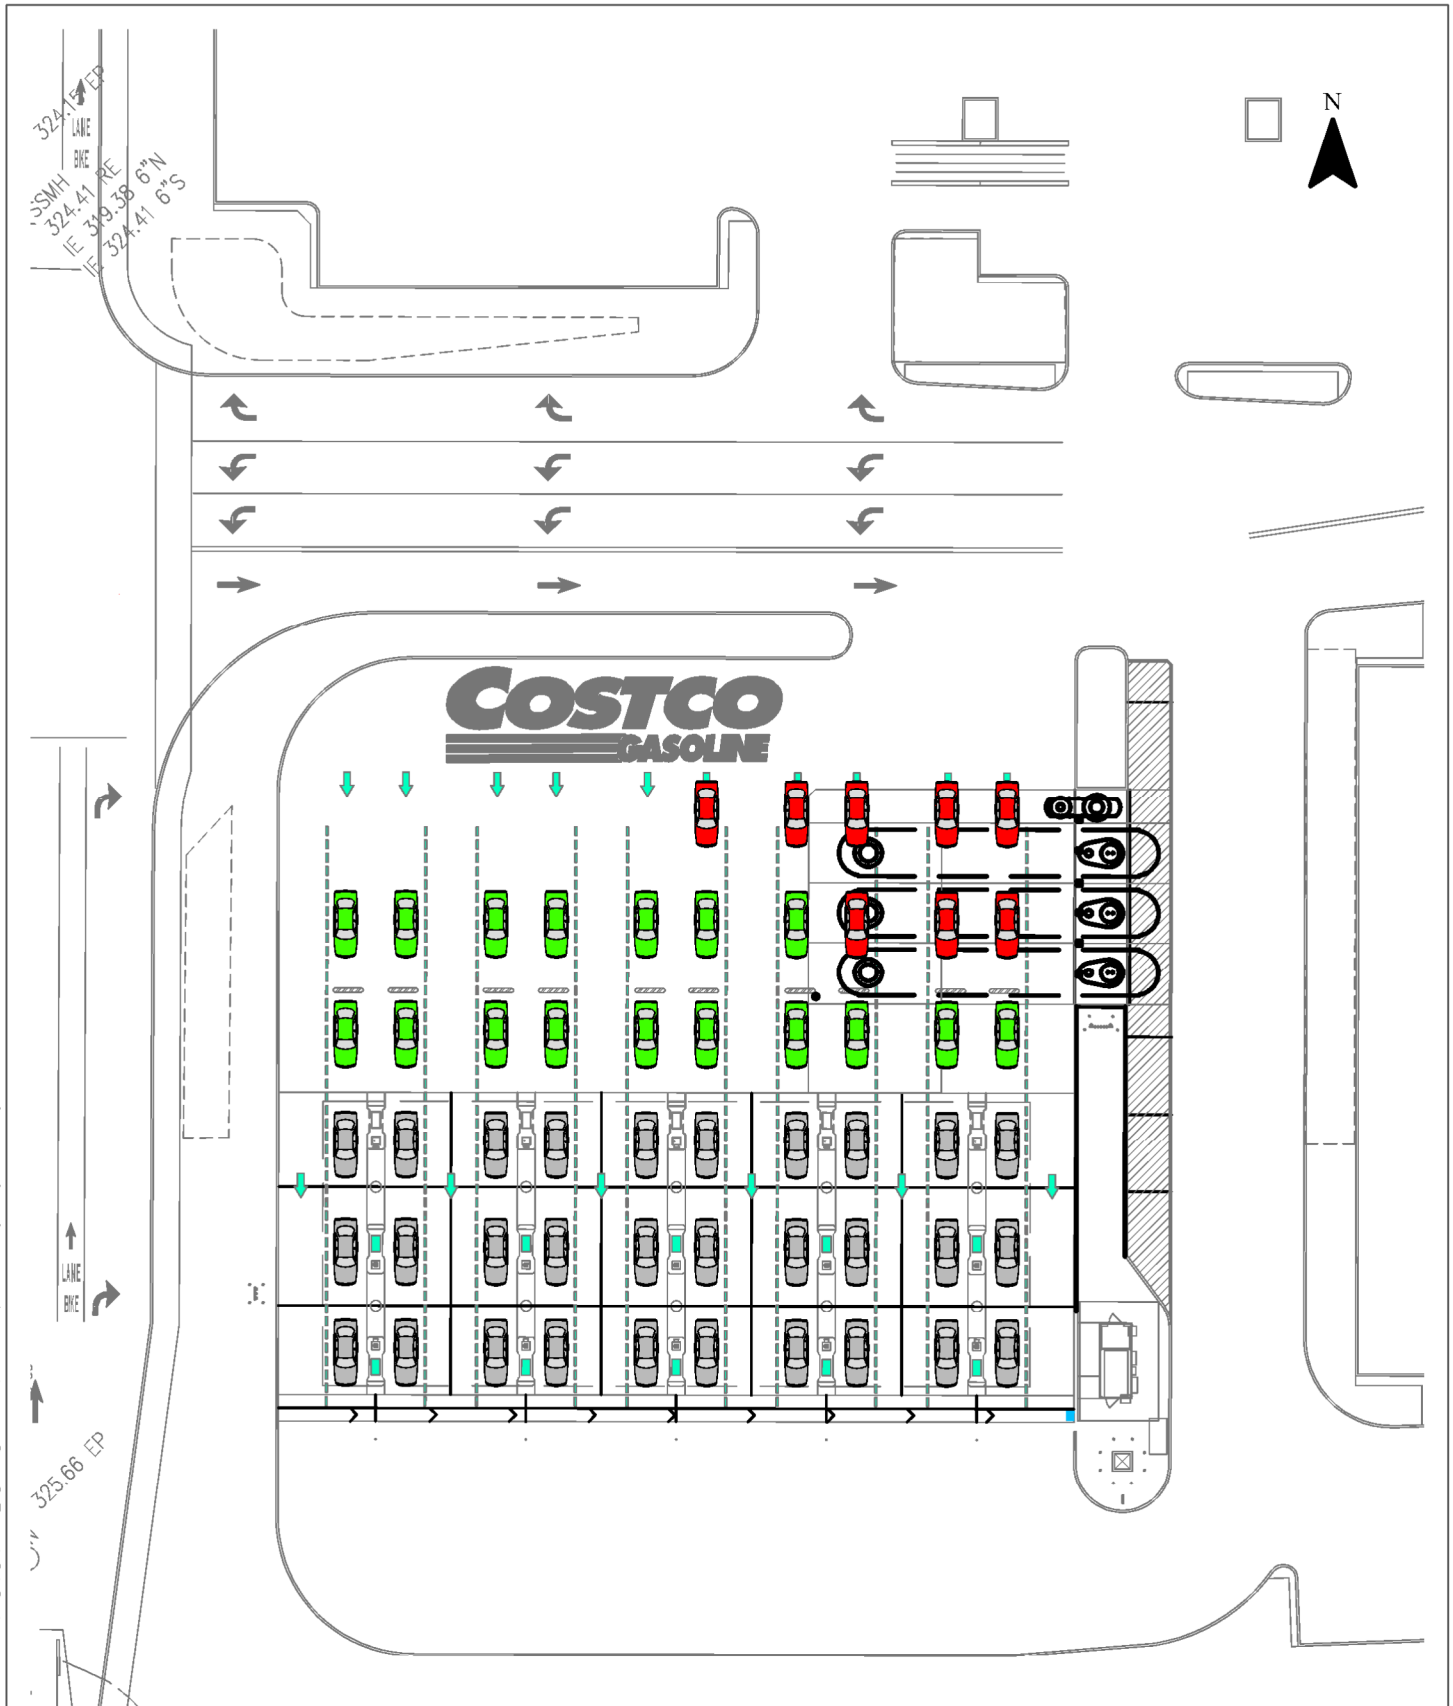 N
324.15 EP
LANE
BIKE
SSMH
324.41 RE
IE 319.38 6"N
IE 324.41 6"S
COSTCO
GASOLINE
LANE
BIKE
325.66 EP